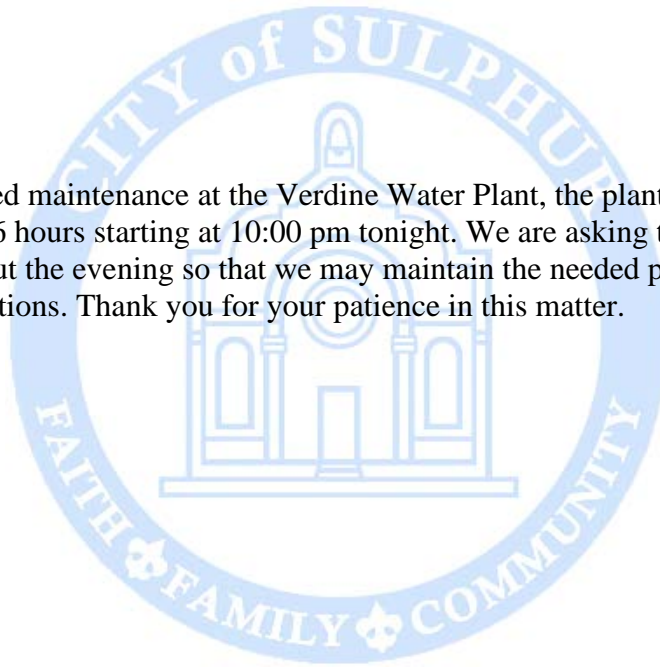 CITY of SULPHUR
ed maintenance at the Verdine Water Plant, the plant
6 hours starting at 10:00 pm tonight. We are asking
ut the evening so that we may maintain the needed
tions. Thank you for your patience in this matter.
FAITH FAMILY COMMUNITY